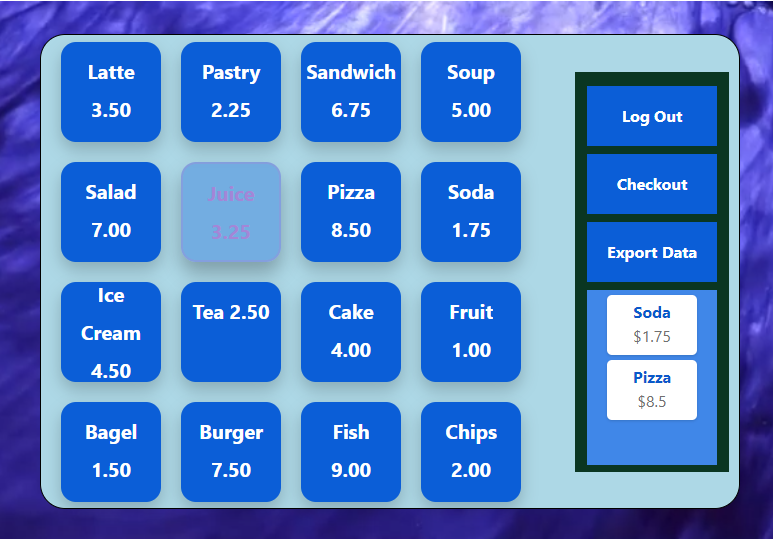 Latte
3.50
Pastry
2.25
Sandwich
6.75
Soup
5.00
Salad
7.00
Juice
3.25
Pizza
8.50
Soda
1.75
Ice
Cream
4.50
Tea 2.50
Cake
4.00
Fruit
1.00
Bagel
1.50
Burger
7.50
Fish
9.00
Chips
2.00
Log Out
Checkout
Export Data
Soda
$1.75
Pizza
$8.5